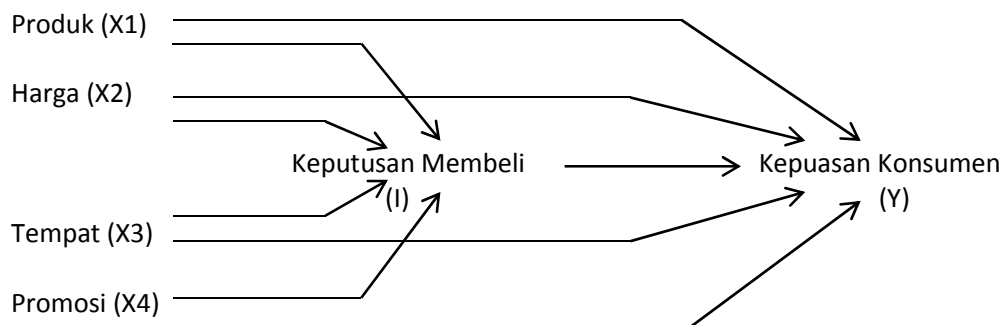 Produk (X1)
Harga (X2)
Keputusan Membeli
(I)
Kepuasan Konsumen
(Y)
Tempat (X3)
Promosi (X4)